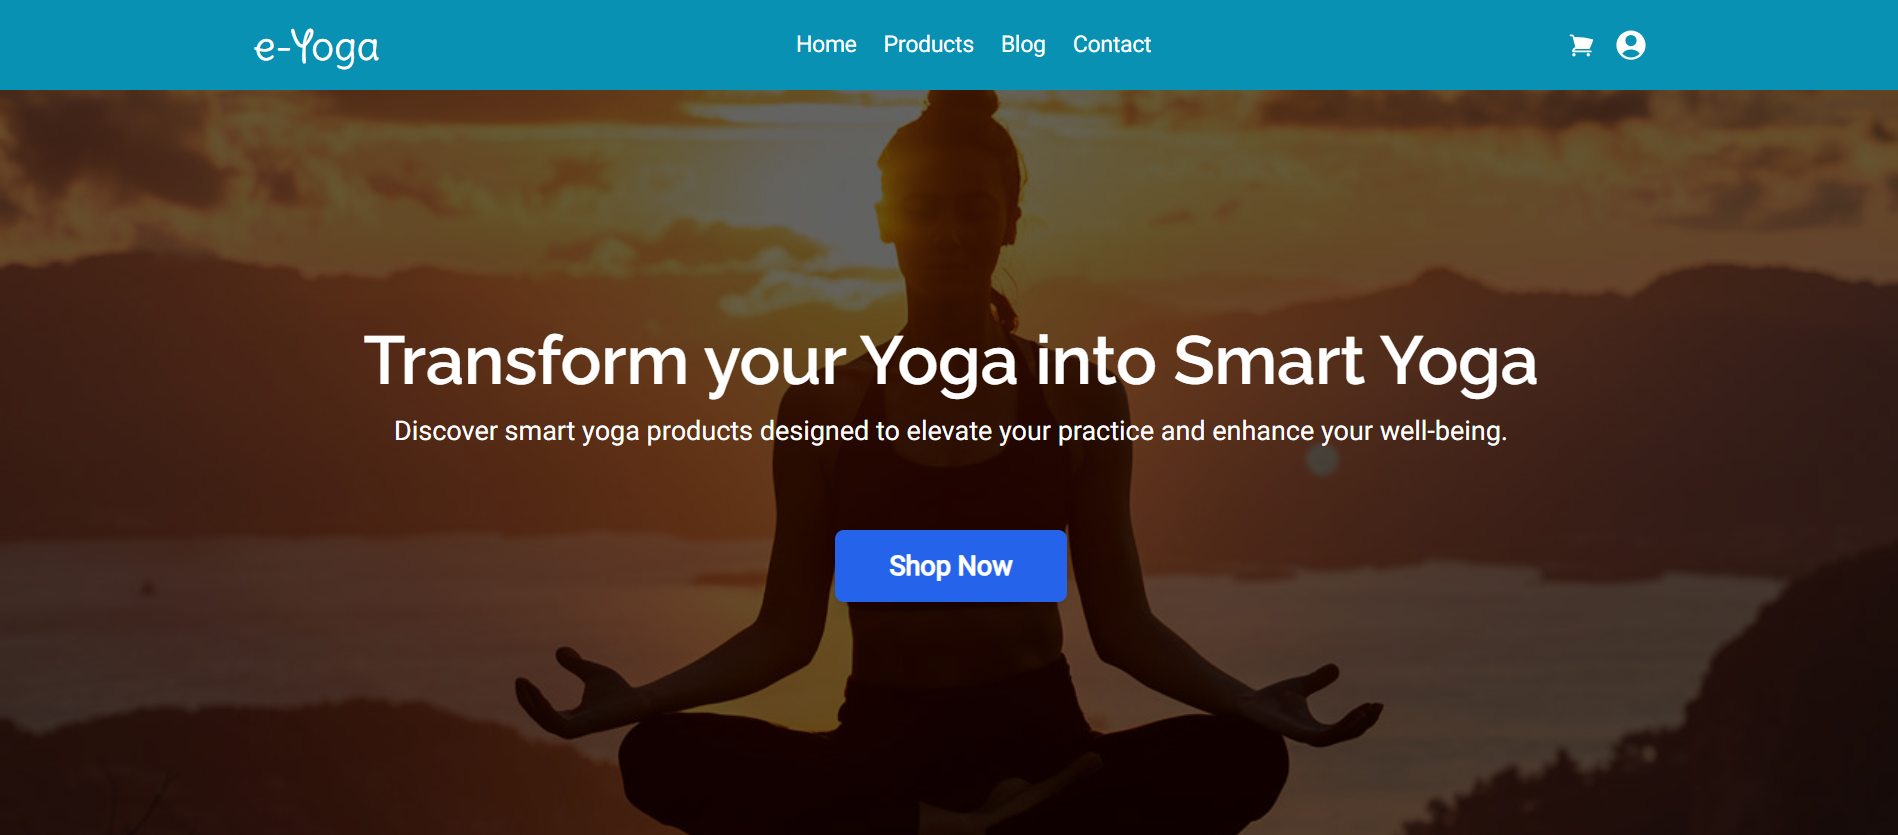 e-Yoga
Home Products Blog Contact
Transform your Yoga into Smart Yoga
Discover smart yoga products designed to elevate your practice and enhance your well-being.
Shop Now